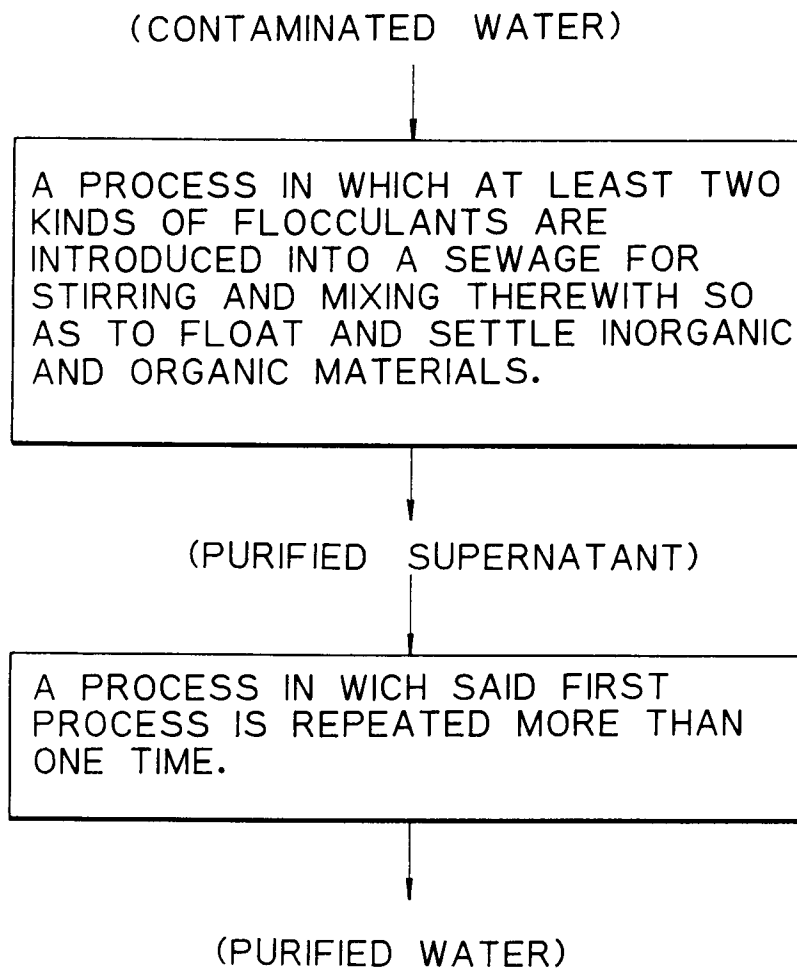 (CONTAMINATED WATER)
A PROCESS IN WHICH AT LEAST TWO
KINDS OF FLOCCULANTS ARE
INTRODUCED INTO A SEWAGE FOR
STIRRING AND MIXING THEREWITH SO
AS TO FLOAT AND SETTLE INORGANIC
AND ORGANIC MATERIALS.
(PURIFIED SUPERNATANT)
A PROCESS IN WICH SAID FIRST
PROCESS IS REPEATED MORE THAN
ONE TIME.
(PURIFIED WATER)